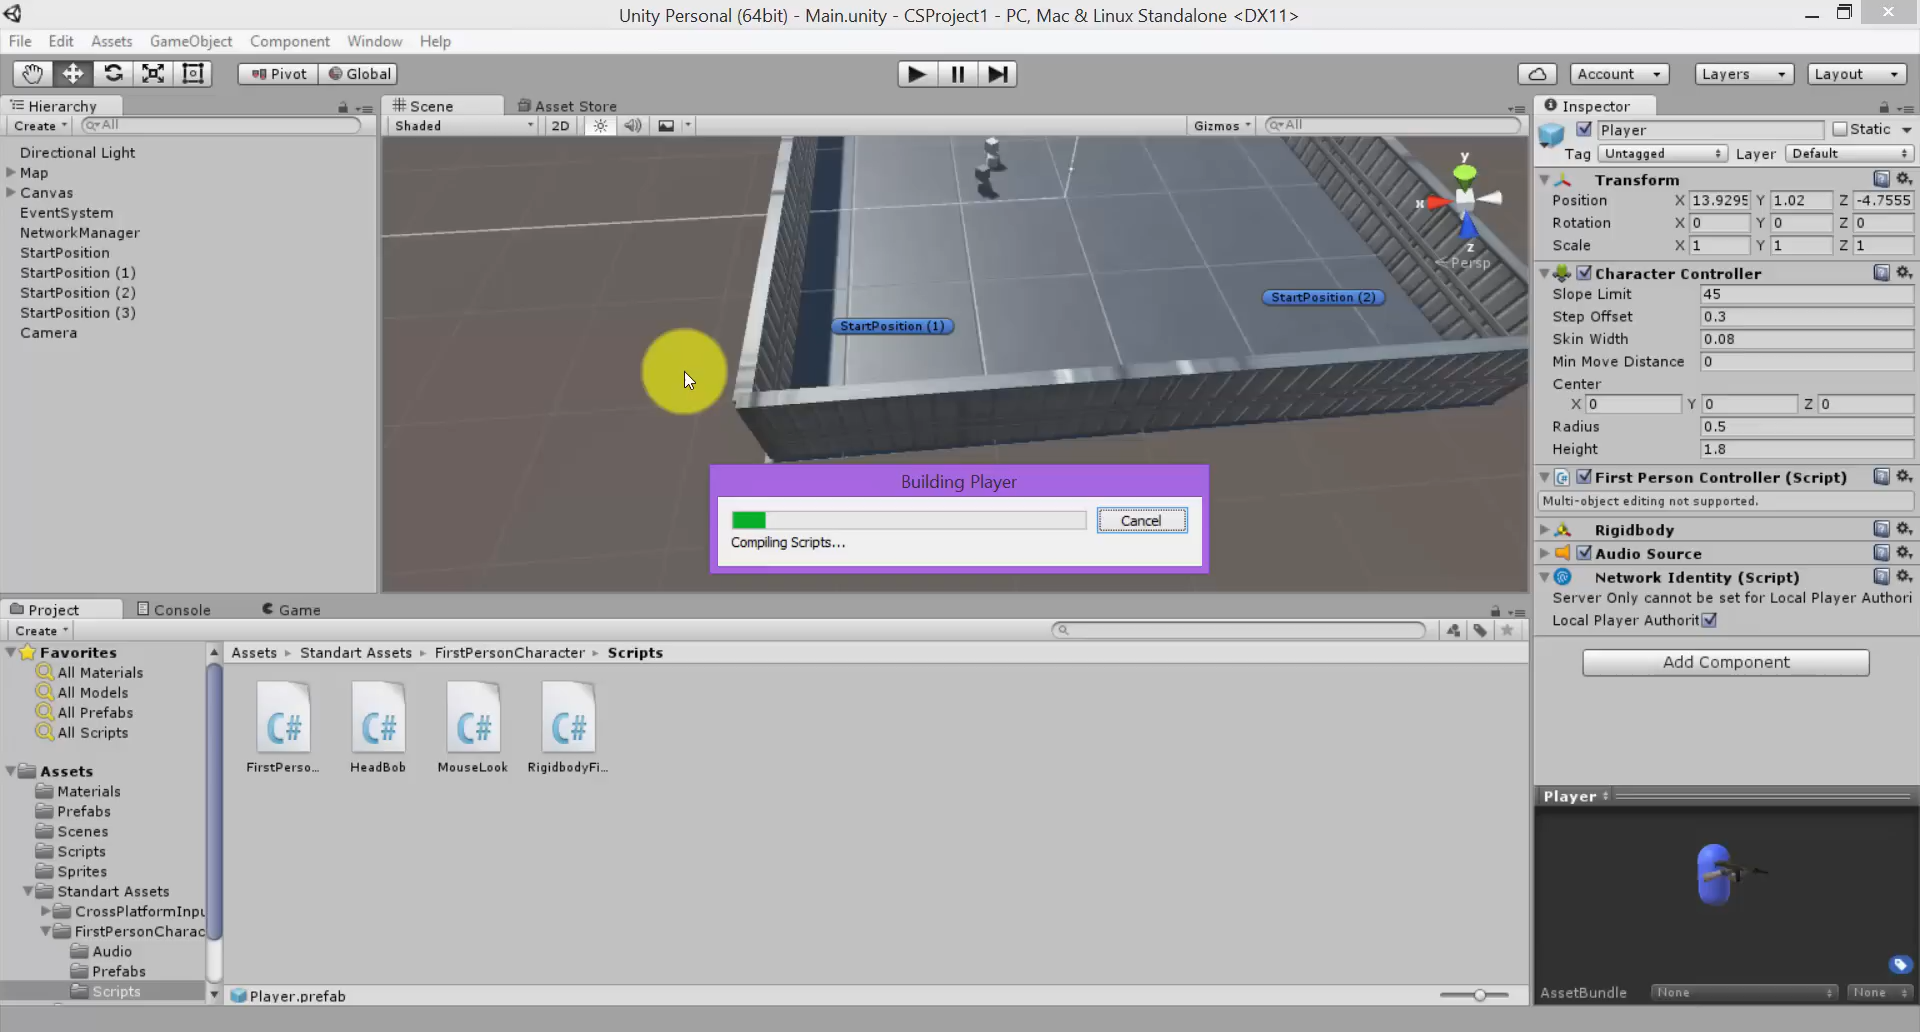 Unity Personal (64bit) - Main.unity - CSProject1 - PC, Mac & Linux Standalone <DX11>
File Edit Assets GameObject Component Window Help
Pivot Global Account Layers Layout
Hierarchy
Create All
Directional Light
Map
Canvas
EventSystem
NetworkManager
StartPosition
StartPosition (1)
StartPosition (2)
StartPosition (3)
Camera
Scene Asset Store
Shaded 2D Gizmos All
y
x
z
Persp
StartPosition (1)
StartPosition (2)
Building Player
Cancel
Compiling Scripts...
Inspector
Player Static
Tag Untagged Layer Default
Transform
Position X 13.9295 Y 1.02 Z -4.7555
Rotation X 0 Y 0 Z 0
Scale X 1 Y 1 Z 1
Character Controller
Slope Limit 45
Step Offset 0.3
Skin Width 0.08
Min Move Distance 0
Center
X 0 Y 0 Z 0
Radius 0.5
Height 1.8
First Person Controller (Script)
Multi-object editing not supported.
Rigidbody
Audio Source
Network Identity (Script)
Server Only cannot be set for Local Player Authori
Local Player Authorit
Add Component
Project Console Game
Create
Favorites
All Materials
All Models
All Prefabs
All Scripts
Assets
Materials
Prefabs
Scenes
Scripts
Sprites
Standart Assets
CrossPlatformInpu
FirstPersonCharac
Audio
Prefabs
Scripts
Assets Standart Assets FirstPersonCharacter Scripts
C# C# C# C#
FirstPerso... HeadBob MouseLook RigidbodyFi...
Player.prefab
Player
AssetBundle None None